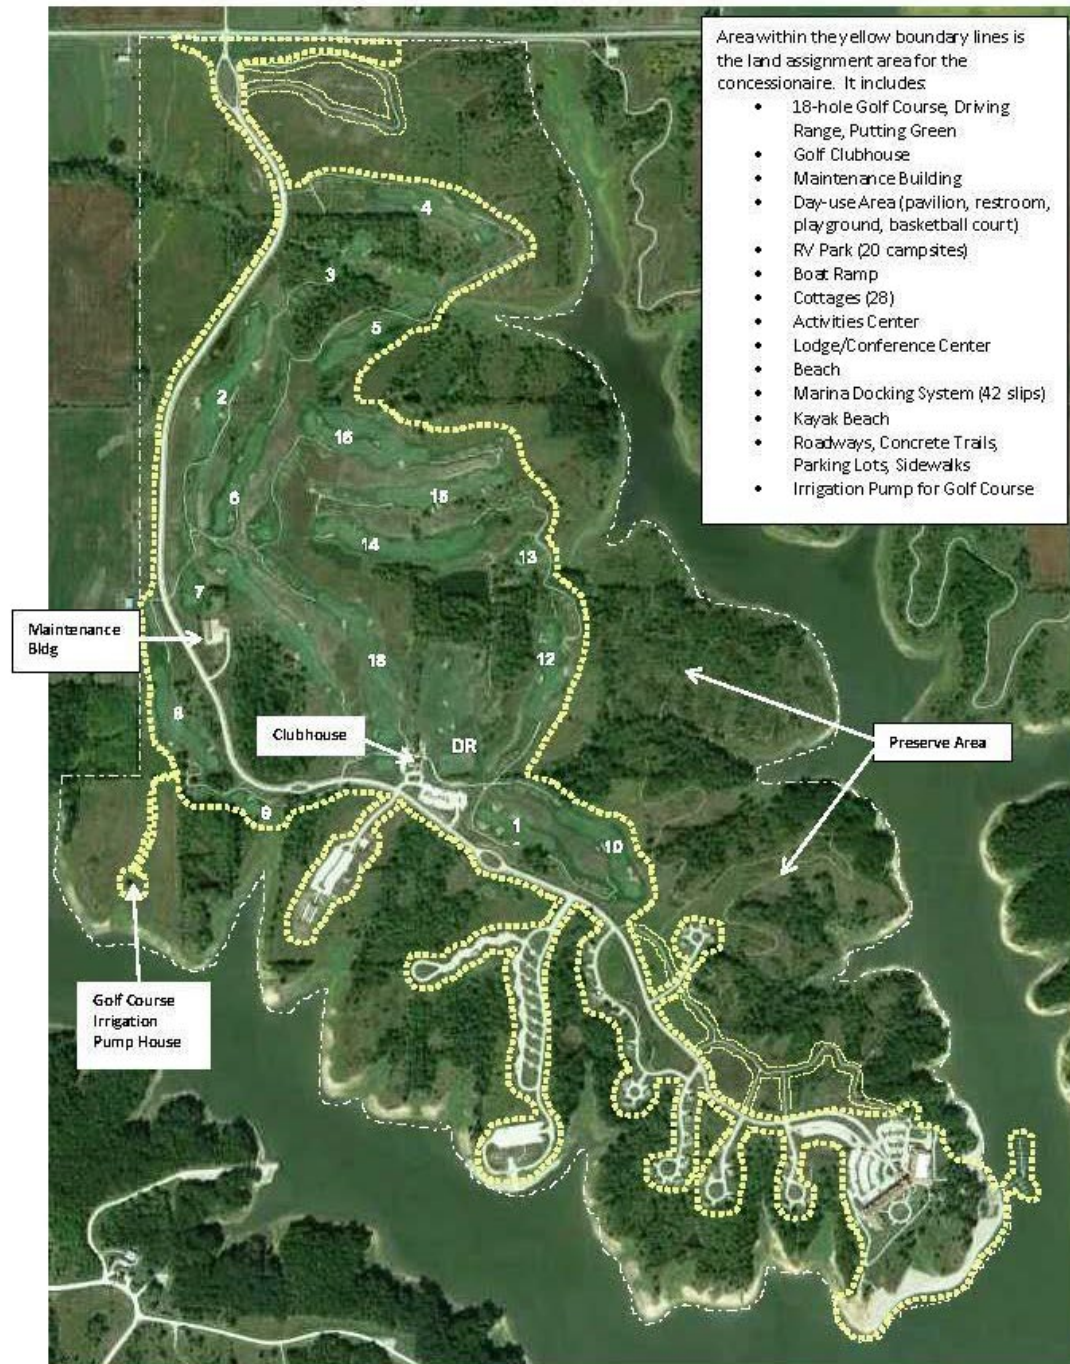 Area within the yellow boundary lines is
the land assignment area for the
concessionaire. It includes:
• 18-hole Golf Course, Driving
Range, Putting Green
• Golf Clubhouse
• Maintenance Building
• Day-use Area (pavilion, restroom,
playground, basketball court)
• RV Park (20 campsites)
• Boat Ramp
• Cottages (28)
• Activities Center
• Lodge/Conference Center
• Beach
• Marina Docking System (42 slips)
• Kayak Beach
• Roadways, Concrete Trails,
Parking Lots, Sidewalks
• Irrigation Pump for Golf Course
4
3
5
2
16
6
15
14
13
7
Maintenance
Bldg
18
12
8
Clubhouse
DR
Preserve Area
9
1
10
Golf Course
Irrigation
Pump House